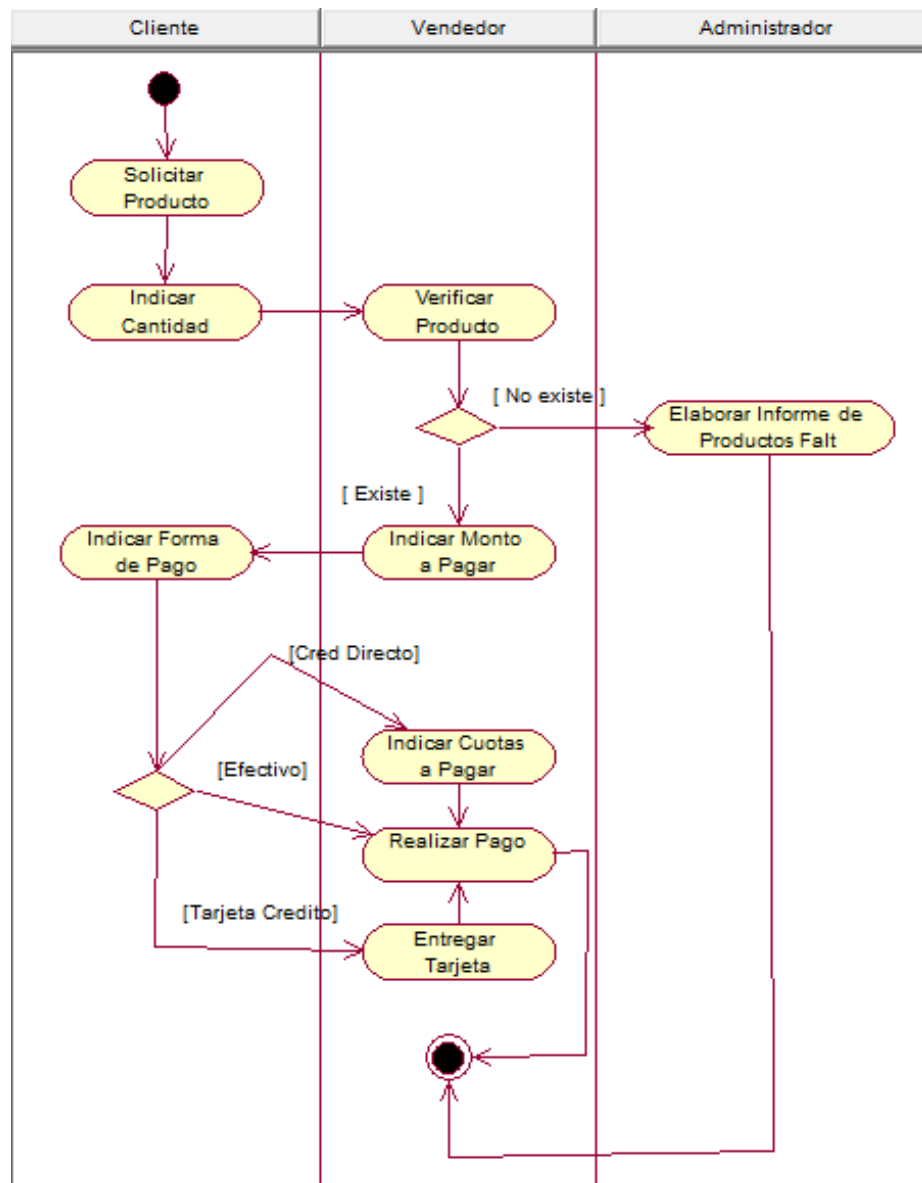 Cliente
Vendedor
Administrador
Solicitar
Producto
Indicar
Cantidad
Verificar
Producto
[ No existe ]
Elaborar Informe de
Productos Falt
[ Existe ]
Indicar Forma
de Pago
Indicar Monto
a Pagar
[Cred Directo]
Indicar Cuotas
a Pagar
[Efectivo]
Realizar Pago
[Tarjeta Credito]
Entregar
Tarjeta